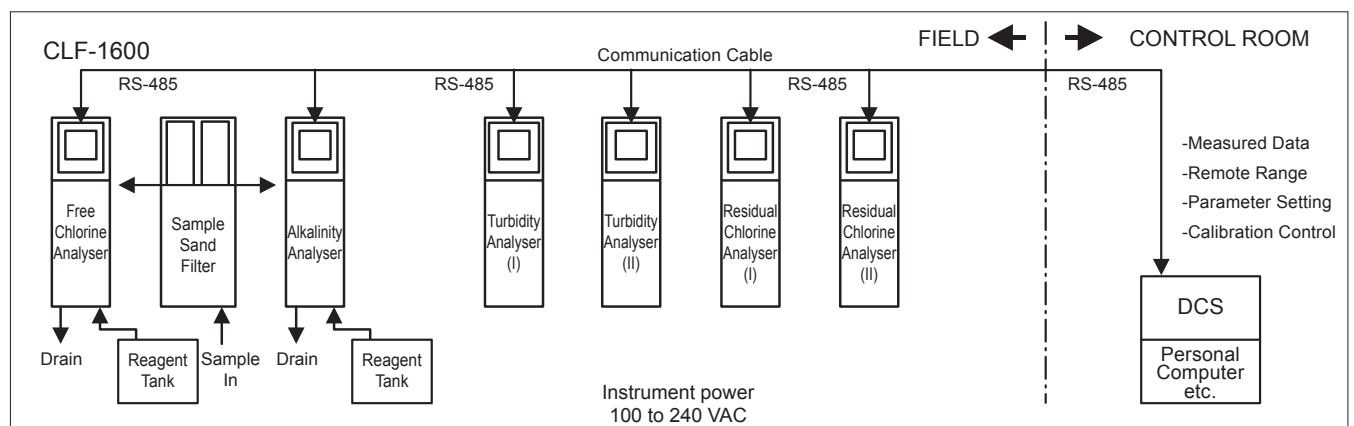 CLF-1600
FIELD
CONTROL ROOM
Communication Cable
RS-485
RS-485
RS-485
RS-485
Free
Chlorine
Analyser
Sample
Sand
Filter
Alkalinity
Analyser
Turbidity
Analyser
(I)
Turbidity
Analyser
(II)
Residual
Chlorine
Analyser
(I)
Residual
Chlorine
Analyser
(II)
-Measured Data
-Remote Range
-Parameter Setting
-Calibration Control
DCS
Personal
Computer
etc.
Drain
Reagent
Tank
Sample
In
Drain
Reagent
Tank
Instrument power
100 to 240 VAC